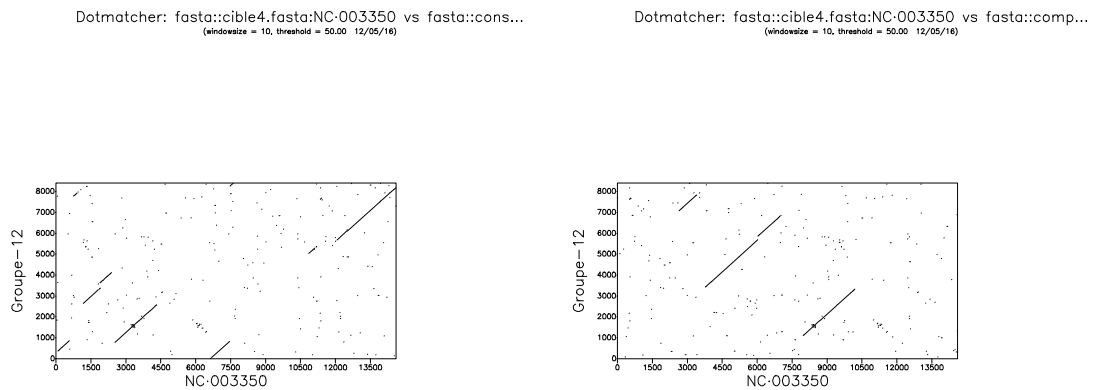 Dotmatcher: fasta::cible4.fasta:NC-003350 vs fasta::cons...
(windowsize = 10, threshold = 50.00 12/05/16)
8000
7000
6000
5000
4000
3000
2000
1000
0
Groupe-12
0 1500 3000 4500 6000 7500 9000 10500 12000 13500
NC-003350
Dotmatcher: fasta::cible4.fasta:NC-003350 vs fasta::comp...
(windowsize = 10, threshold = 50.00 12/05/16)
8000
7000
6000
5000
4000
3000
2000
1000
0
Groupe-12
0 1500 3000 4500 6000 7500 9000 10500 12000 13500
NC-003350